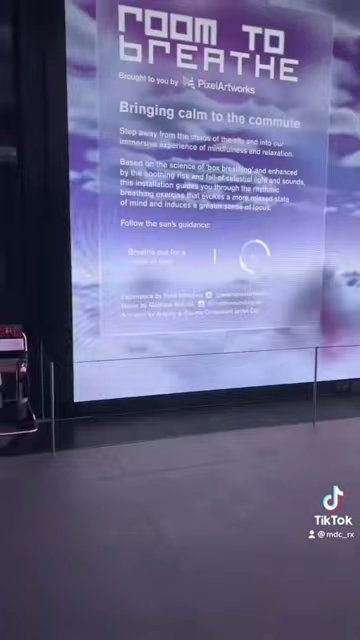 room to
breathe
Brought to you by PixelArtworks
Bringing calm to the commute
Step away from the chaos of the city and into our
immersive experience of mindfulness and relaxation.
Based on the science of 'box breathing' and enhanced
by the soothing rise and fall of celestial light and sounds,
this installation guides you through the rhythmic
breathing exercise that evokes a more relaxed state
of mind and induces a greater sense of focus.
Follow the sun's guidance:
Breathe out for a
TikTok
@mdc_rx